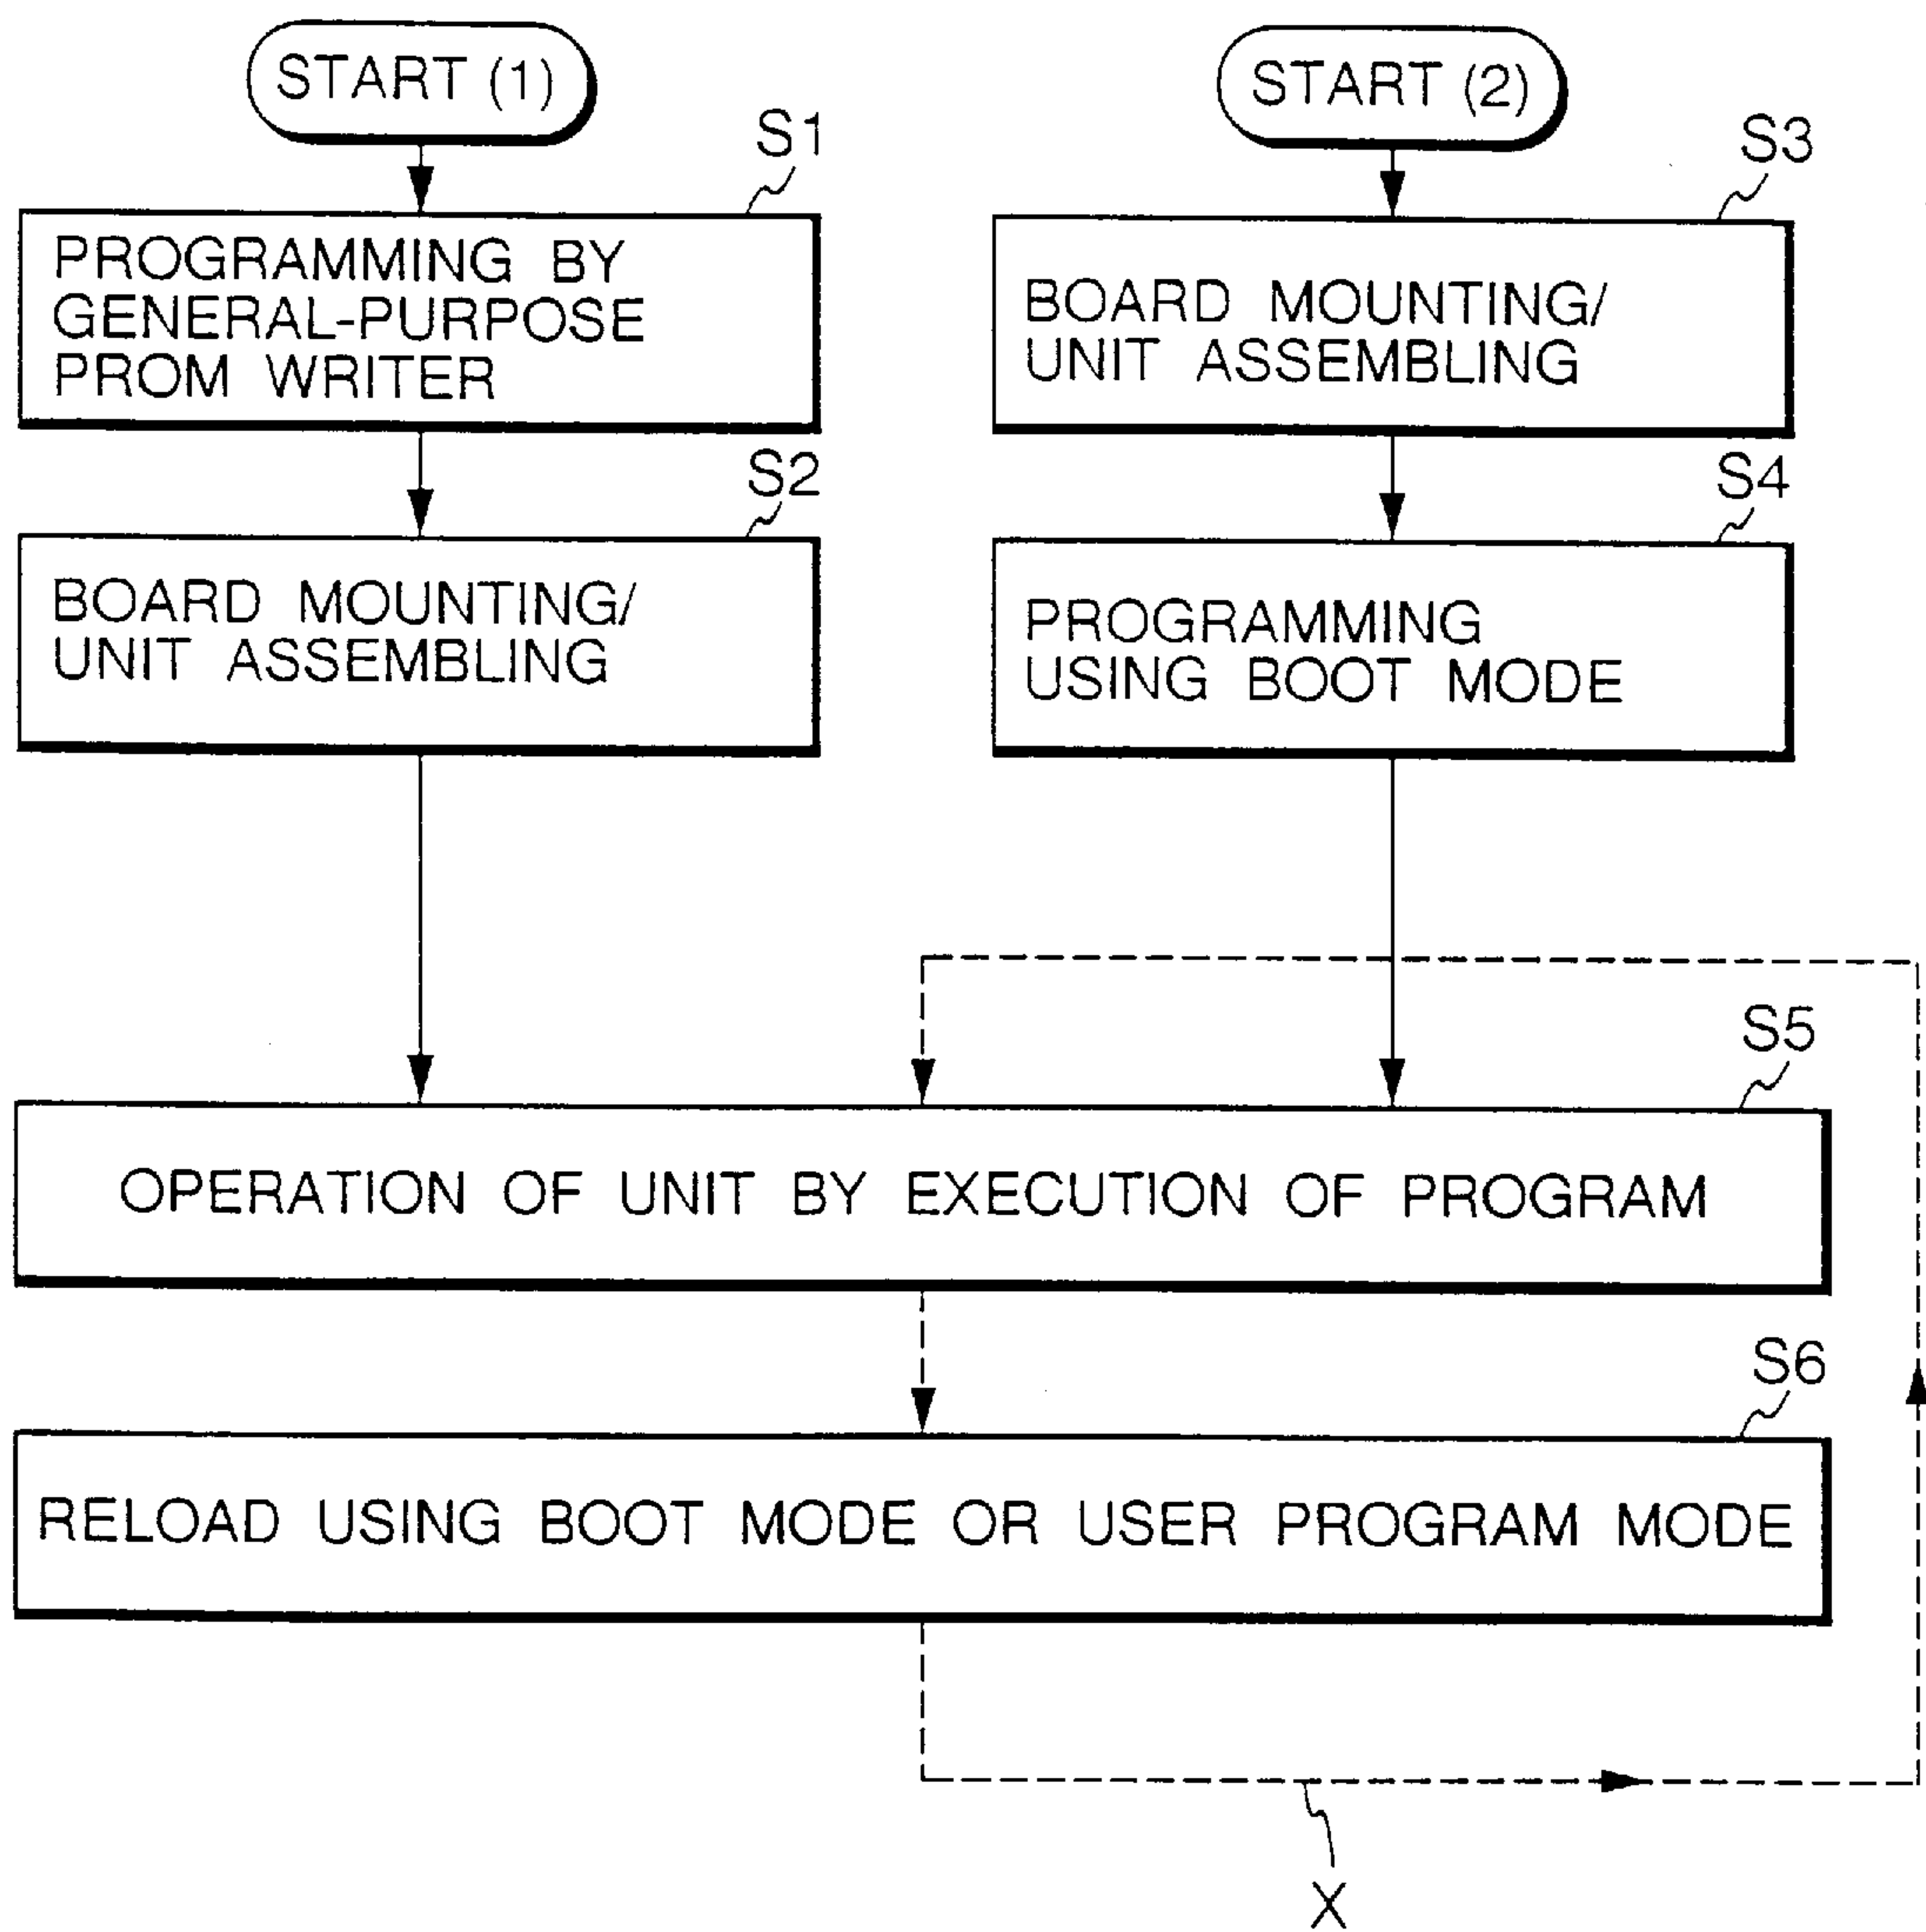 START (1)
S1
PROGRAMMING BY
GENERAL-PURPOSE
PROM WRITER
S2
BOARD MOUNTING/
UNIT ASSEMBLING
START (2)
S3
BOARD MOUNTING/
UNIT ASSEMBLING
S4
PROGRAMMING
USING BOOT MODE
S5
OPERATION OF UNIT BY EXECUTION OF PROGRAM
S6
RELOAD USING BOOT MODE OR USER PROGRAM MODE
X